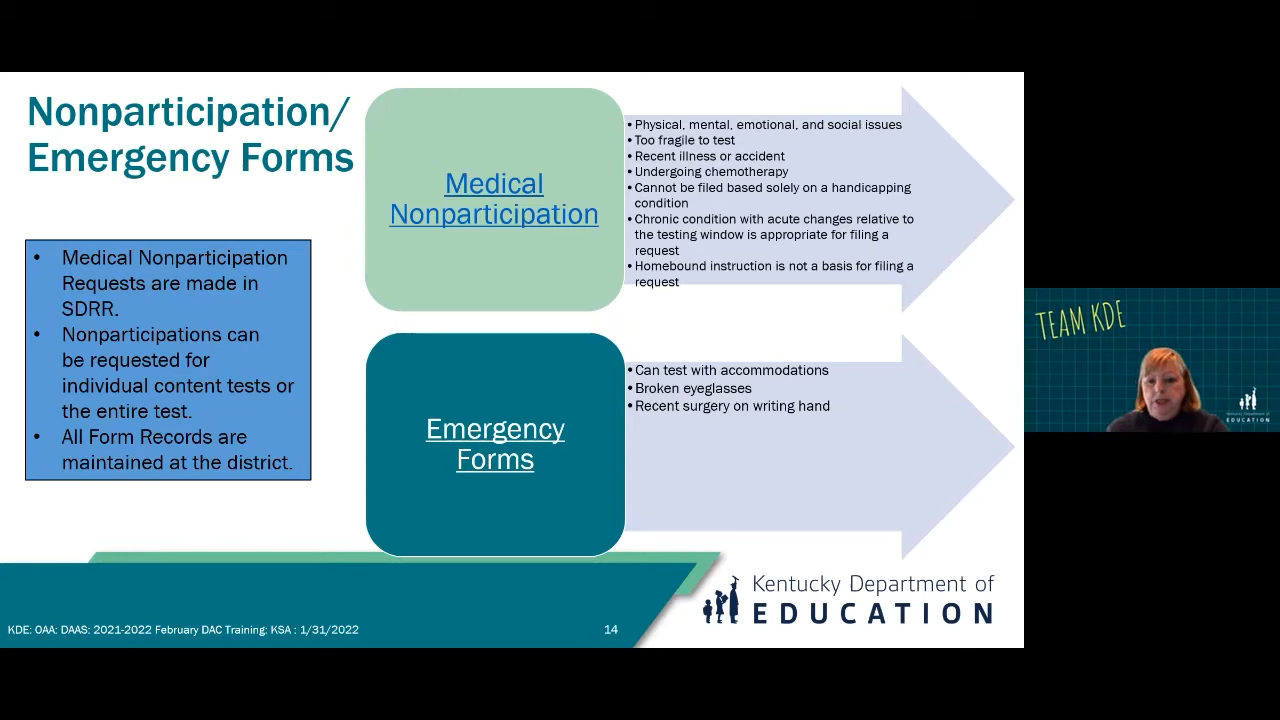 Nonparticipation/
Emergency Forms
• Medical Nonparticipation
Requests are made in
SDRR.
• Nonparticipations can
be requested for
individual content tests or
the entire test.
• All Form Records are
maintained at the district.
Medical
Nonparticipation
• Physical, mental, emotional, and social issues
• Too fragile to test
• Recent illness or accident
• Undergoing chemotherapy
• Cannot be filed based solely on a handicapping
condition
• Chronic condition with acute changes relative to
the testing window is appropriate for filing a
request
• Homebound instruction is not a basis for filing a
request
Emergency
Forms
• Can test with accommodations
• Broken eyeglasses
• Recent surgery on writing hand
KDE: OAA: DAAS: 2021-2022 February DAC Training: KSA : 1/31/2022
14
Kentucky Department of
EDUCATION
TEAM KDE
Kentucky Department of
EDUCATION